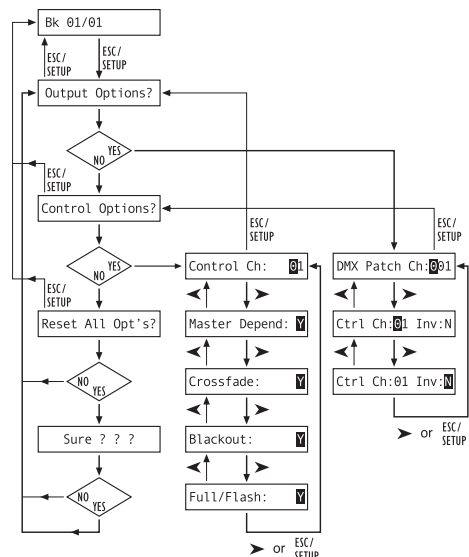 Bk 01/01
ESC/
SETUP
ESC/
SETUP
Output Options?
YES
NO
ESC/
SETUP
Control Options?
YES
NO
ESC/
SETUP
Reset All Opt's?
NO
YES
Sure ? ? ?
NO
YES
ESC/
SETUP
Control Ch: 01
Master Depend: Y
Crossfade: Y
Blackout: Y
Full/Flash: Y
or ESC/
SETUP
ESC/
SETUP
DMX Patch Ch:001
Ctrl Ch:01 Inv:N
Ctrl Ch:01 Inv:N
or ESC/
SETUP